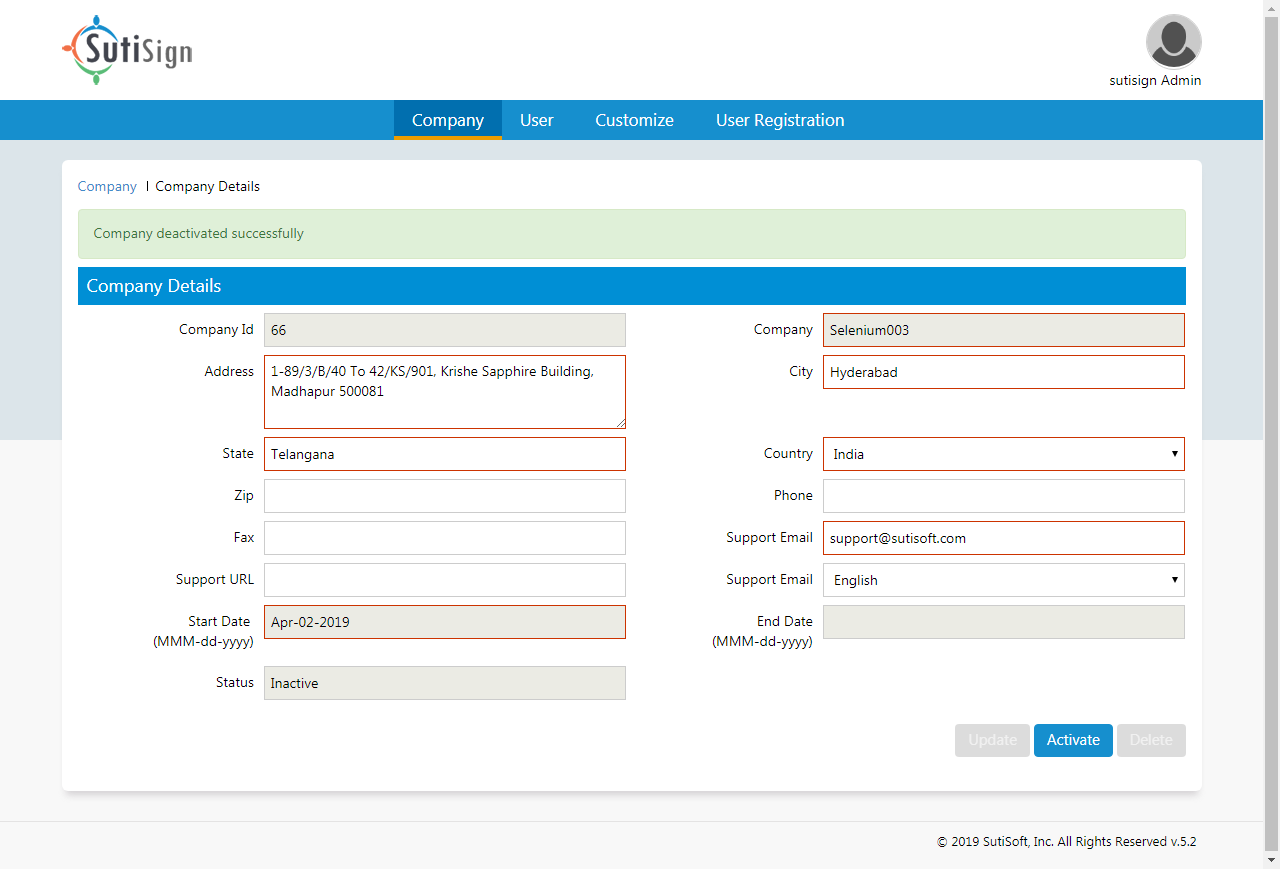 SutiSign
sutisign Admin
Company User Customize User Registration
Company I Company Details
Company deactivated successfully
Company Details
Company Id 66 Company Selenium003
Address 1-89/3/B/40 To 42/KS/901, Krishe Sapphire Building, City Hyderabad
Madhapur 500081
State Telangana Country India
Zip Phone
Fax Support Email support@sutisoft.com
Support URL Support Email English
Start Date Apr-02-2019 End Date
(MMM-dd-yyyy) (MMM-dd-yyyy)
Status Inactive
Update Activate Delete
© 2019 SutiSoft, Inc. All Rights Reserved v.5.2